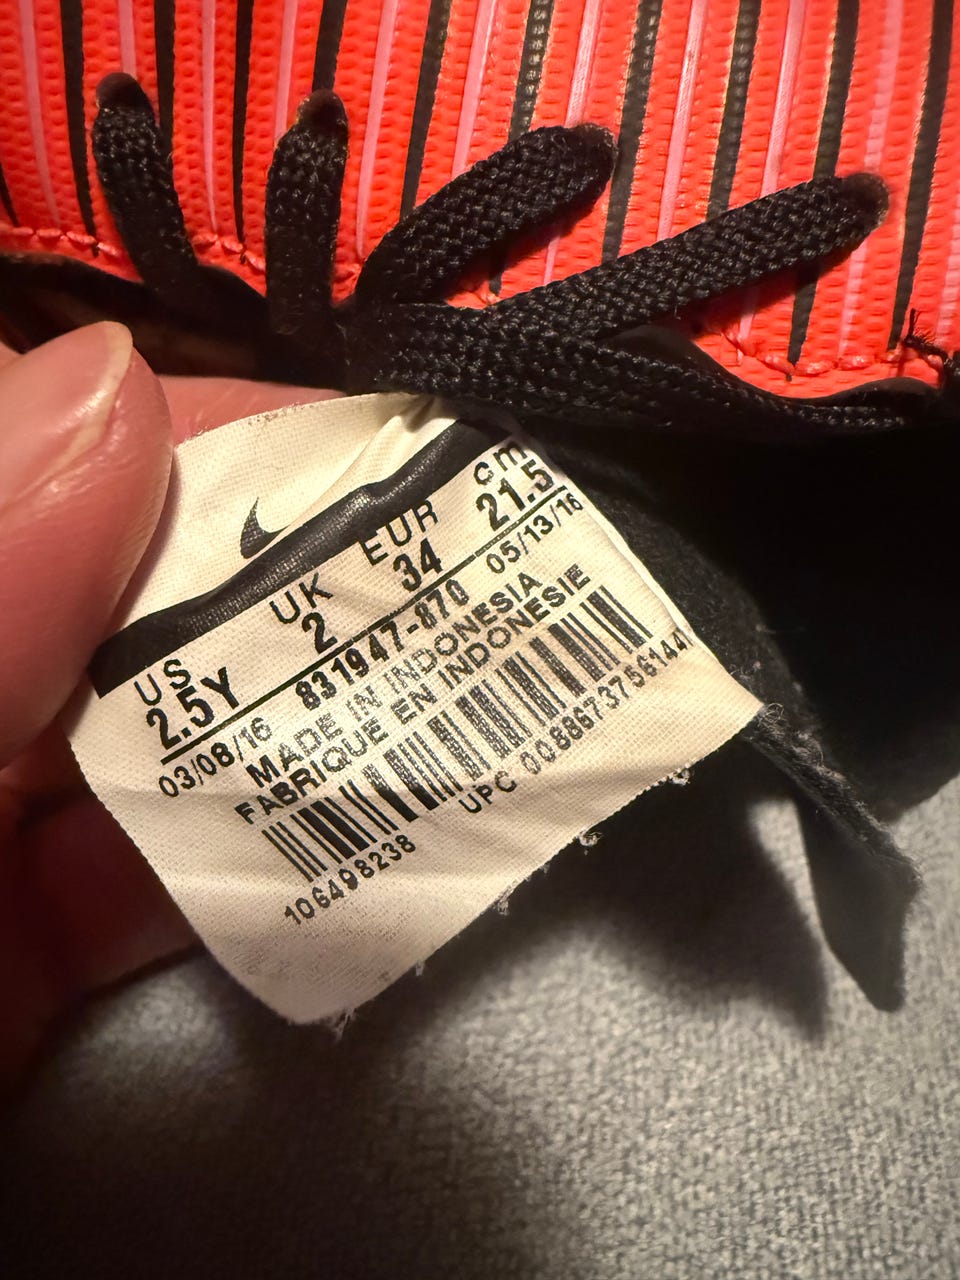 US UK EUR cm
2.5Y 2 34 21.5
03/08/16 831947-870 05/13/16
MADE IN INDONESIA
FABRIQUE EN INDONESIE
106498238 UPC 00886737561441